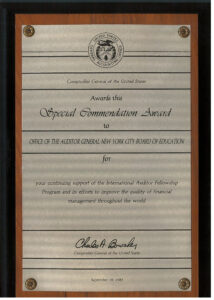 Comptroller General of the United States
Awards this
Special Commendation Award
to
OFFICE OF THE AUDITOR GENERAL NEW YORK CITY BOARD OF EDUCATION
for
your continuing support of the International Auditor Fellowship
Program and its efforts to improve the quality of financial
management throughout the world
Charles A. Bowsher
Comptroller General of the United States